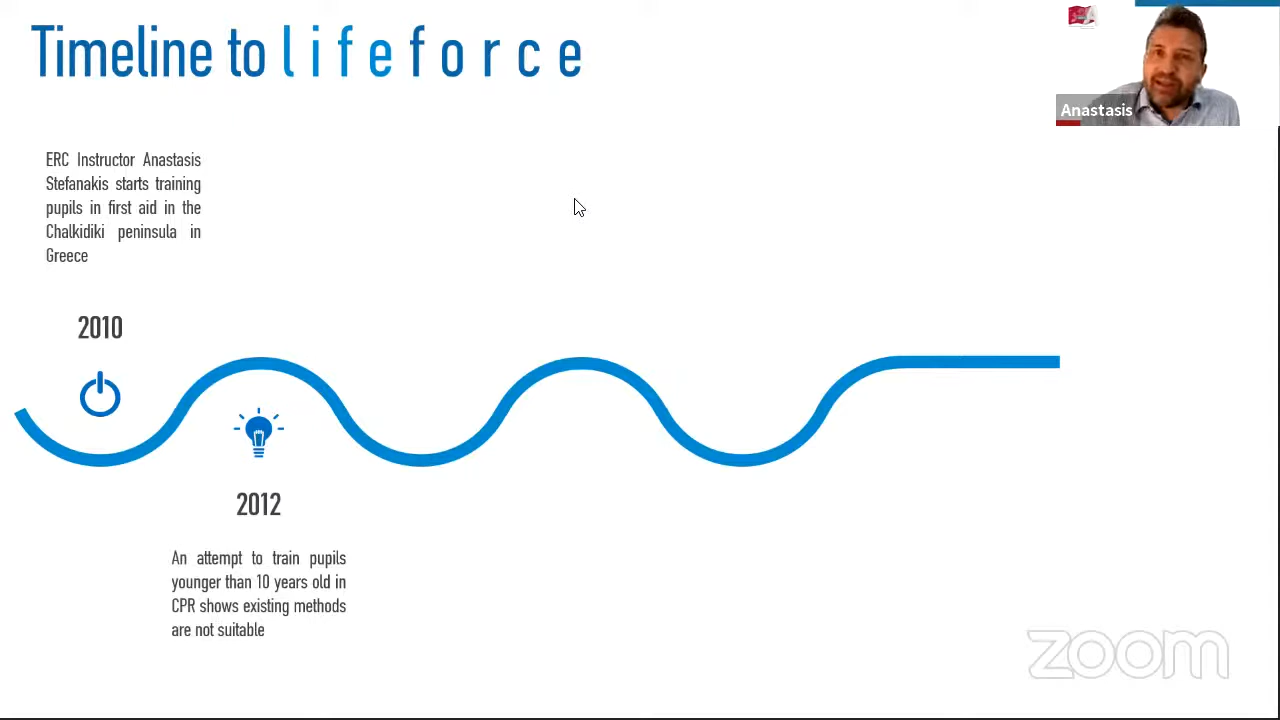 Timeline to lifeforce
Anastasis
ERC Instructor Anastasis
Stefanakis starts training
pupils in first aid in the
Chalkidiki peninsula in
Greece
2010
2012
An attempt to train pupils
younger than 10 years old in
CPR shows existing methods
are not suitable
zoom